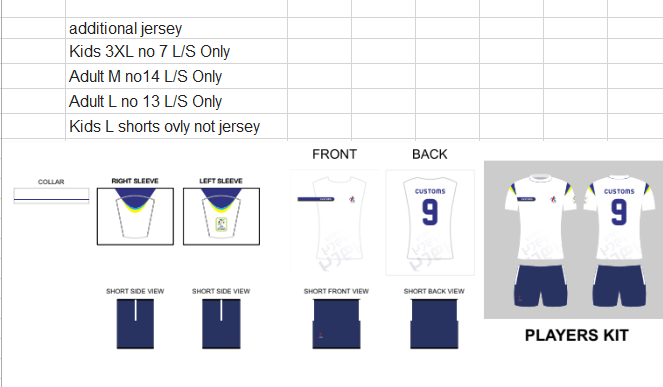 additional jersey
Kids 3XL no 7 L/S Only
Adult M no14 L/S Only
Adult L no 13 L/S Only
Kids L shorts ovly not jersey
FRONT BACK
COLLAR RIGHT SLEEVE LEFT SLEEVE
CUSTOMS CUSTOMS
9 9
SHORT SIDE VIEW SHORT SIDE VIEW SHORT FRONT VIEW SHORT BACK VIEW
PLAYERS KIT